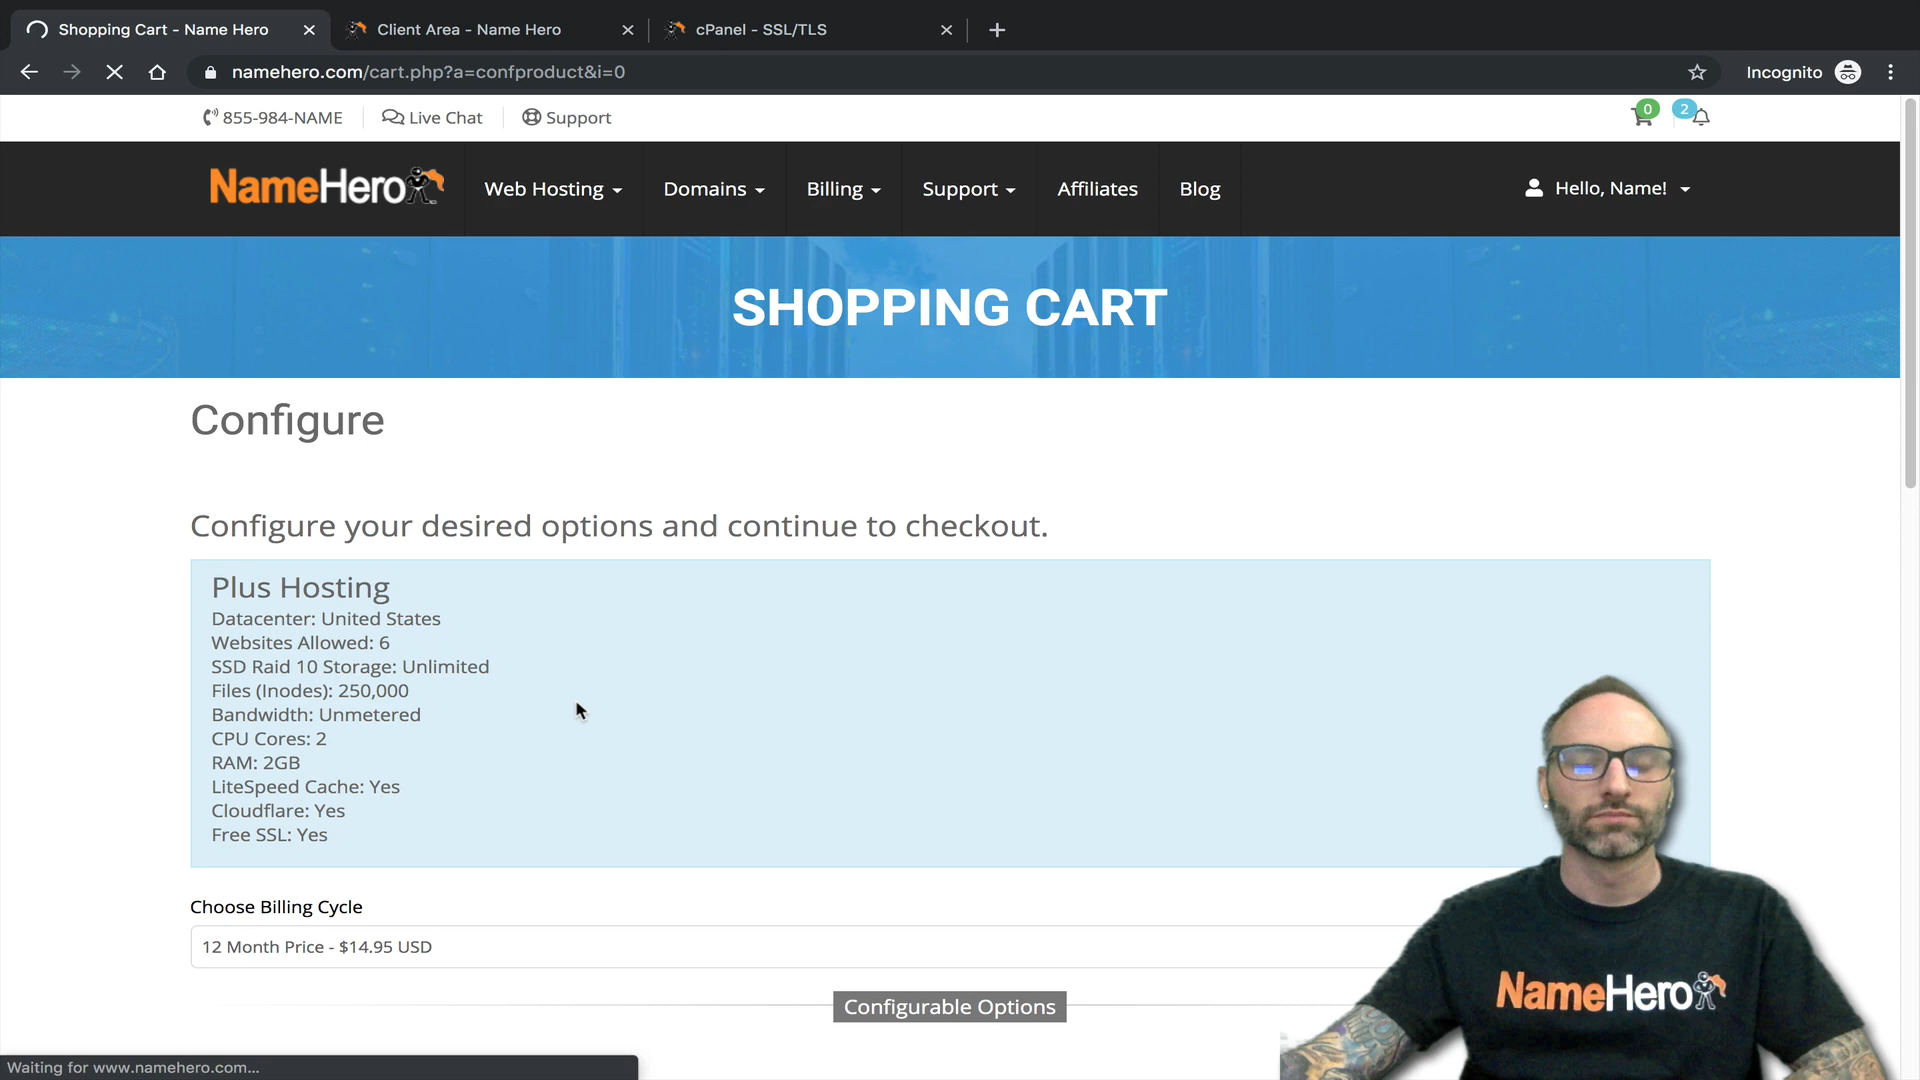 Shopping Cart - Name Hero
Client Area - Name Hero
cPanel - SSL/TLS
namehero.com/cart.php?a=confproduct&i=0
Incognito
855-984-NAME
Live Chat
Support
0
2
NameHero
Web Hosting
Domains
Billing
Support
Affiliates
Blog
Hello, Name!
SHOPPING CART
Configure
Configure your desired options and continue to checkout.
Plus Hosting
Datacenter: United States
Websites Allowed: 6
SSD Raid 10 Storage: Unlimited
Files (Inodes): 250,000
Bandwidth: Unmetered
CPU Cores: 2
RAM: 2GB
LiteSpeed Cache: Yes
Cloudflare: Yes
Free SSL: Yes
Choose Billing Cycle
12 Month Price - $14.95 USD
Configurable Options
NameHero
Waiting for www.namehero.com...